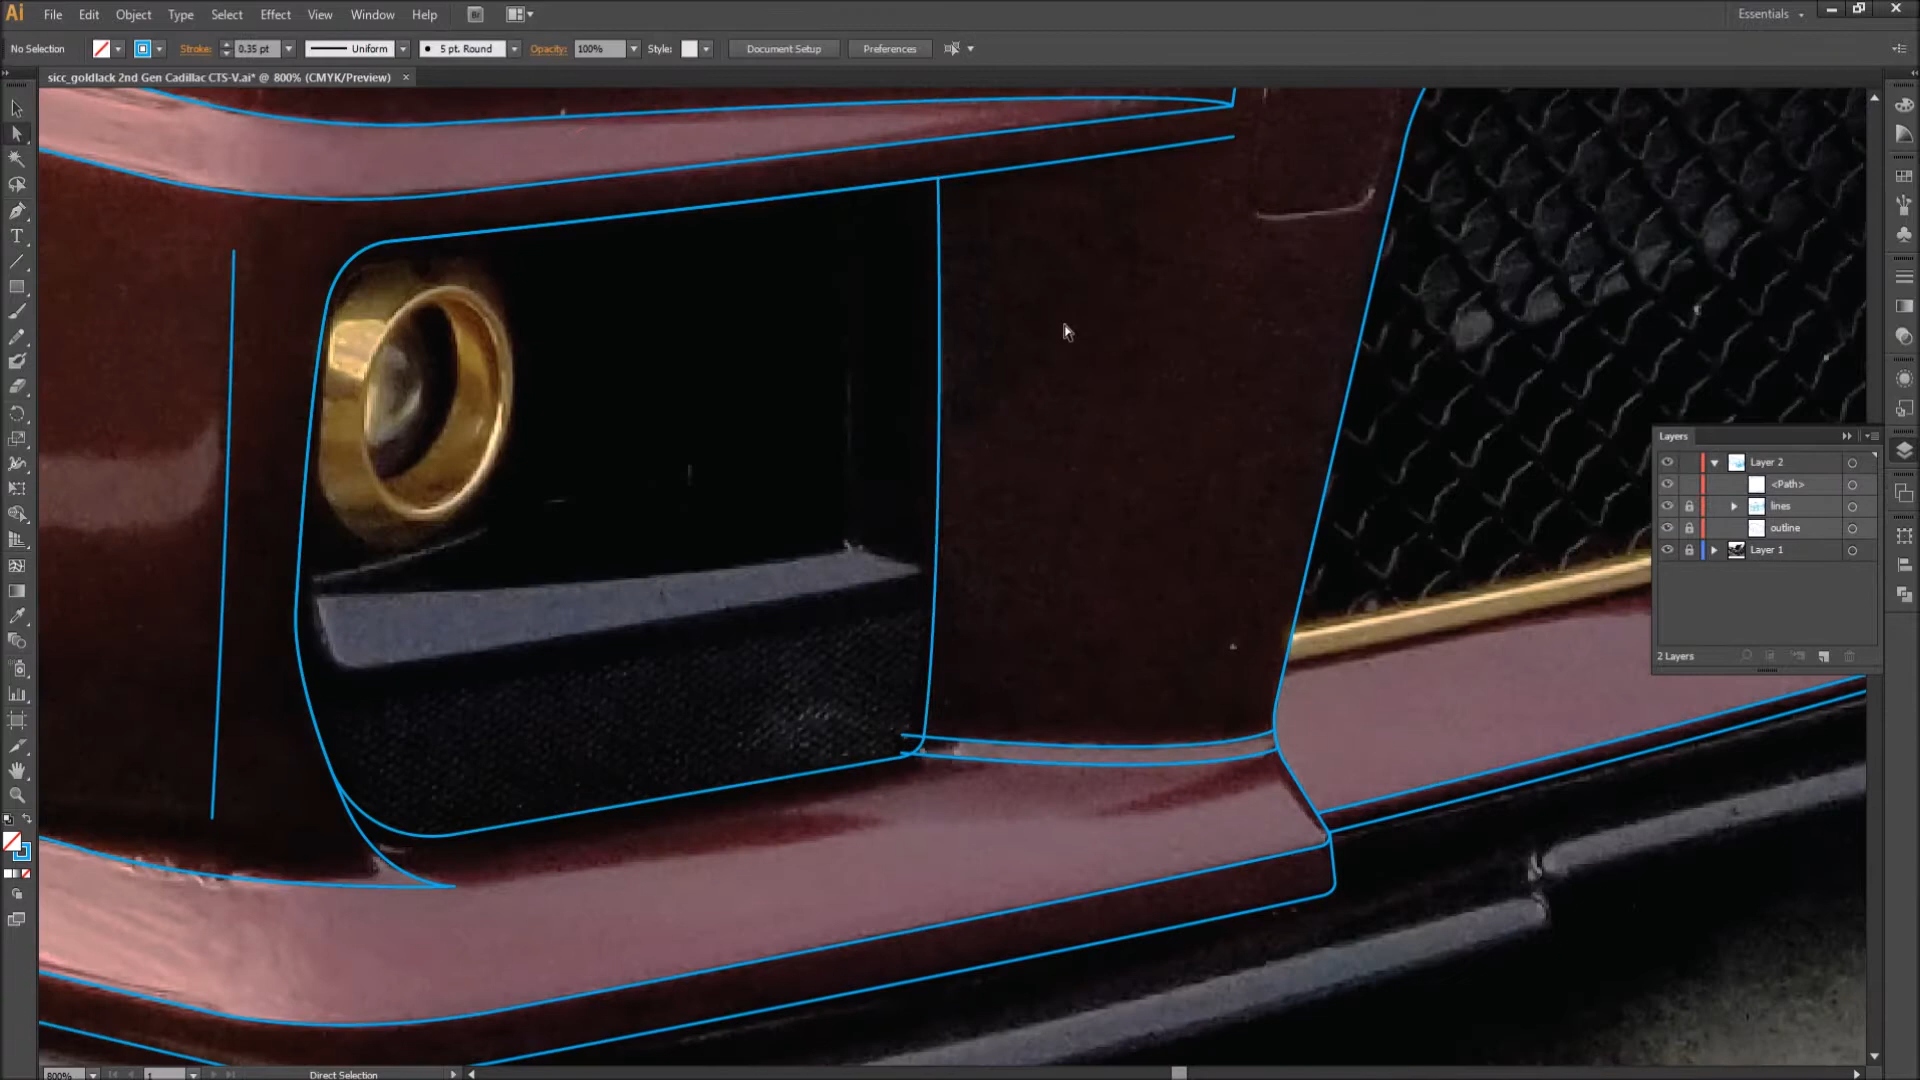 Ai File Edit Object Type Select Effect View Window Help Br Essentials
No Selection Stroke: 0.35 pt Uniform 5 pt. Round Opacity: 100% Style: Document Setup Preferences
sicc_goldlack 2nd Gen Cadillac CTS-V.ai* @ 800% (CMYK/Preview) ×
Layers
Layer 2
<Path>
lines
outline
Layer 1
2 Layers
800% 1 Direct Selection